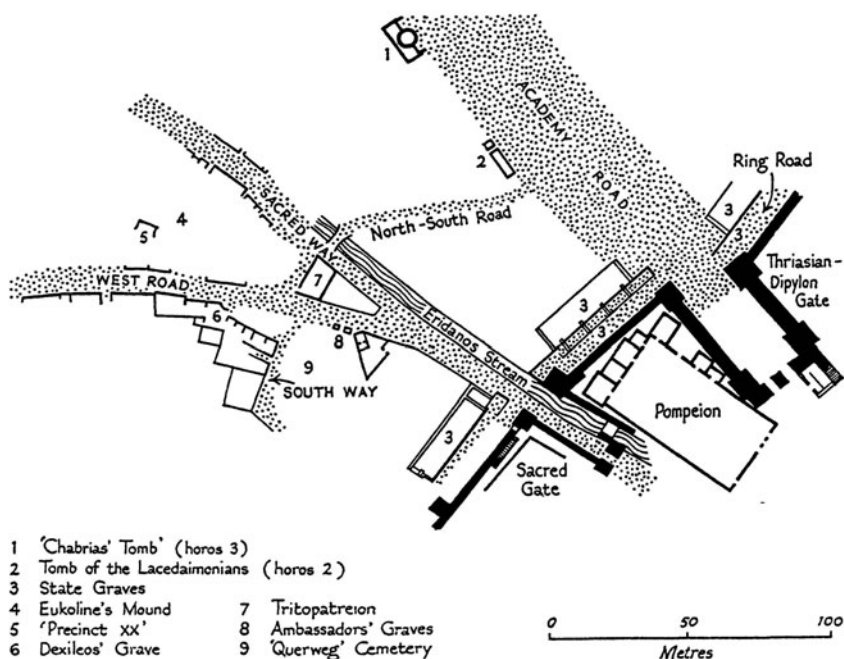 1
ACADEMY
ROAD
2
Ring Road
3
3
SACRED WAY
North-South Road
4
5
Thriasian-
Dipylon
Gate
7
WEST ROAD
3
3
6
8
Eridanos Stream
9
SOUTH WAY
Pompeion
3
Sacred
Gate
1 'Chabrias' Tomb' (horos 3)
2 Tomb of the Lacedaimonians (horos 2)
3 State Graves
4 Eukoline's Mound
5 'Precinct XX'
6 Dexileos' Grave
7 Tritopatreion
8 Ambassadors' Graves
9 'Querweg' Cemetery
0 50 100
Metres